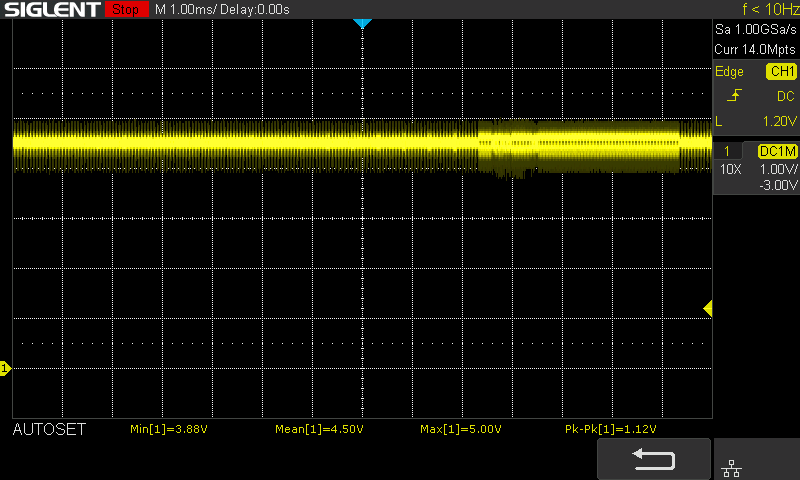 SIGLENT Stop M 1.00ms/ Delay:0.00s f < 10Hz
Sa 1.00GSa/s
Curr 14.0Mpts
Edge CH1
DC
L 1.20V
1 DC1M
10X 1.00V/
-3.00V
1
AUTOSET Min[1]=3.88V Mean[1]=4.50V Max[1]=5.00V Pk-Pk[1]=1.12V